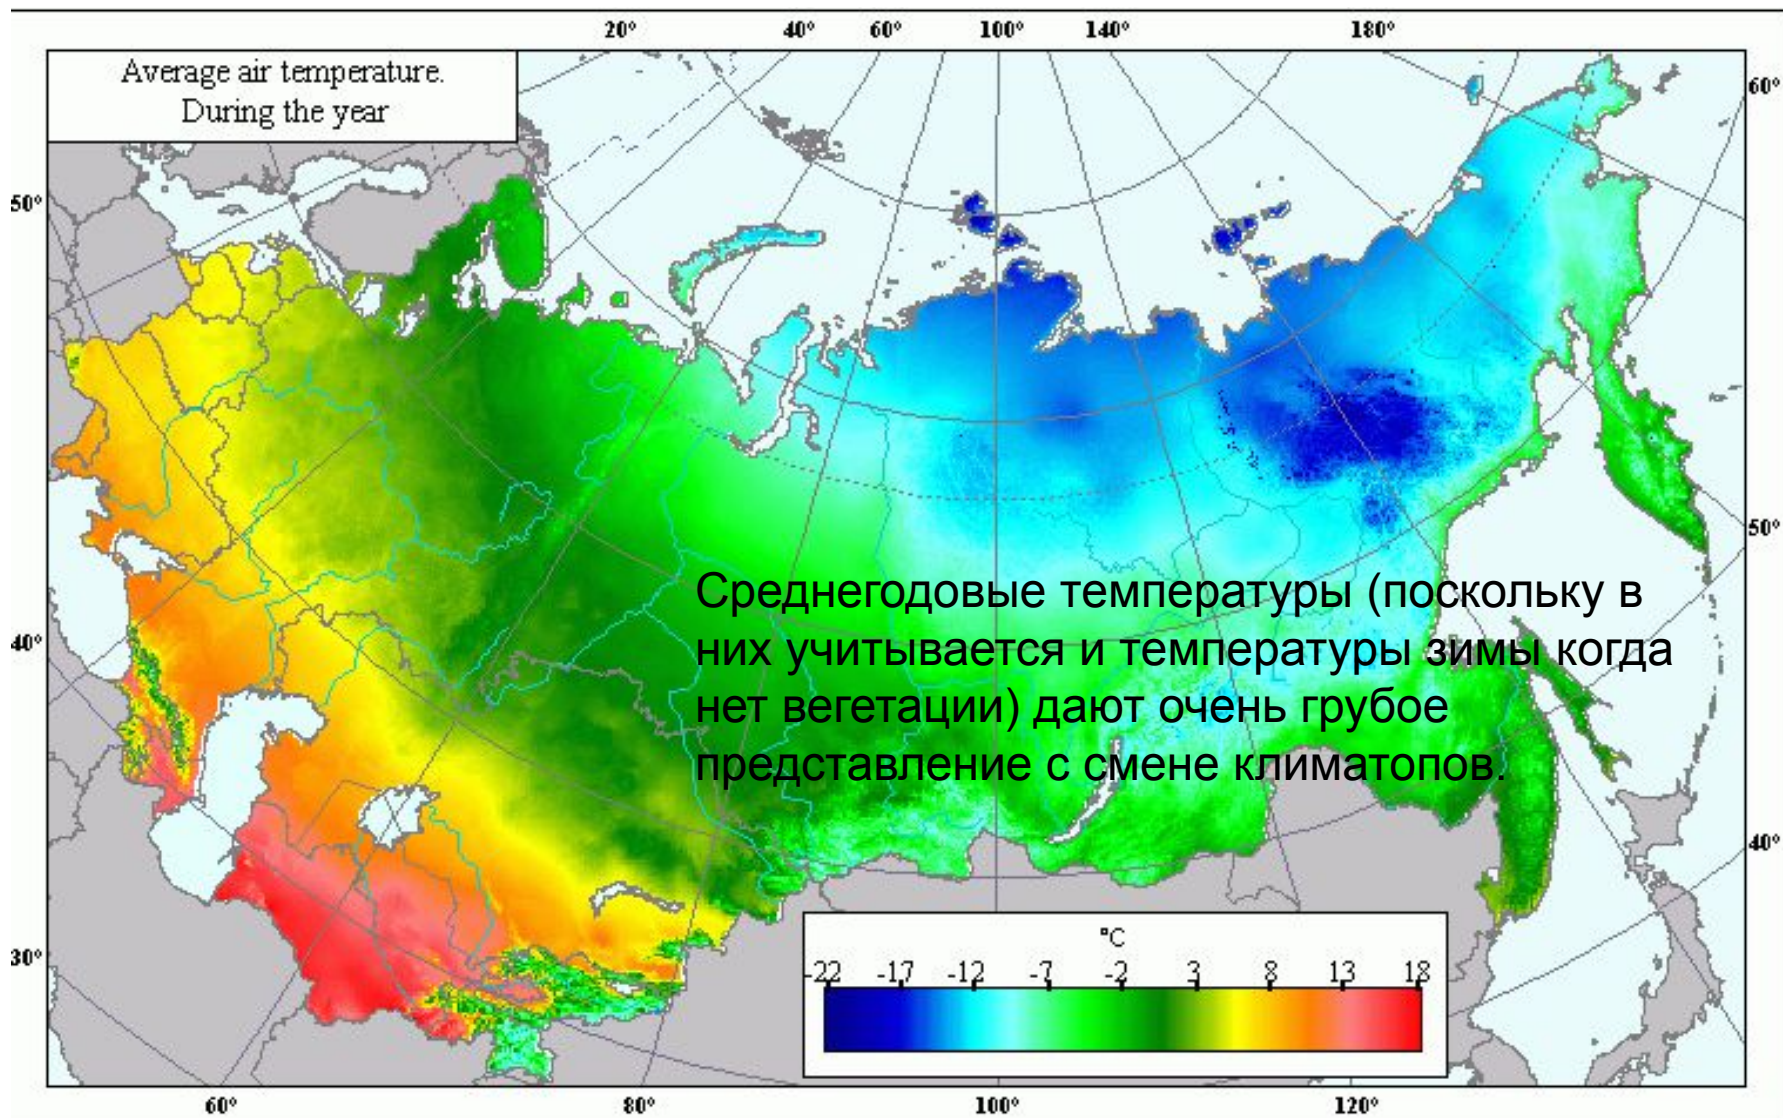 20° 40° 60° 100° 140° 180°
Average air temperature.
During the year
60°
50°
50°
Среднегодовые температуры (поскольку в
них учитывается и температуры зимы когда
нет вегетации) дают очень грубое
представление с смене климатопов.
40°
40°
30°
°C
-22 -17 -12 -7 -2 3 8 13 18
60° 80° 100° 120°